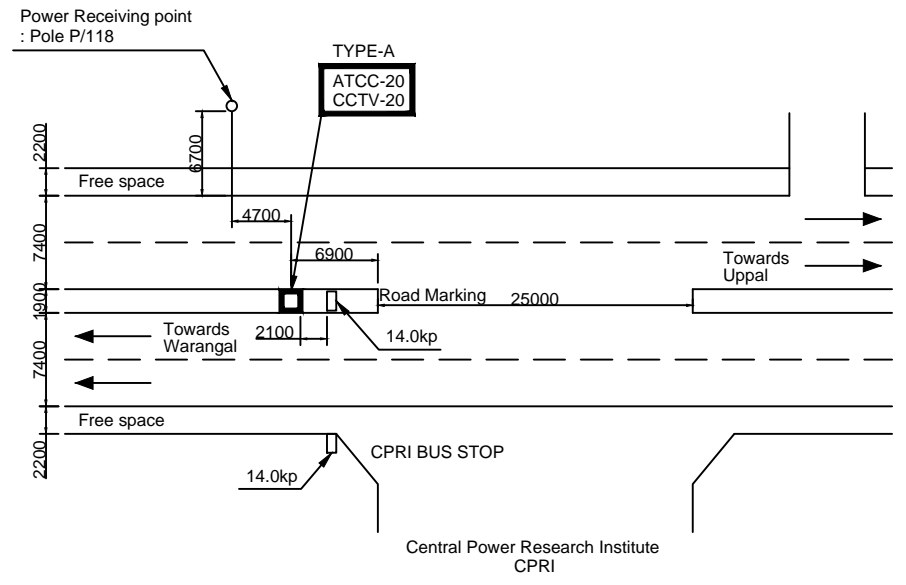 Power Receiving point
: Pole P/118
TYPE-A
ATCC-20
CCTV-20
2200
6700
Free space
4700
7400
6900
Towards
Uppal
1900
Road Marking
25000
Towards
Warangal
2100
14.0kp
7400
Free space
2200
CPRI BUS STOP
14.0kp
Central Power Research Institute
CPRI